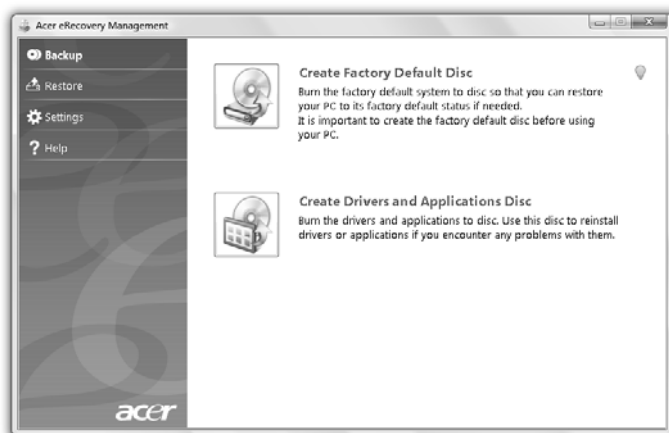 Acer eRecovery Management
Backup
Restore
Settings
Help
Create Factory Default Disc
Burn the factory default system to disc so that you can restore
your PC to its factory default status if needed.
It is important to create the factory default disc before using
your PC.
Create Drivers and Applications Disc
Burn the drivers and applications to disc. Use this disc to reinstall
drivers or applications if you encounter any problems with them.
acer